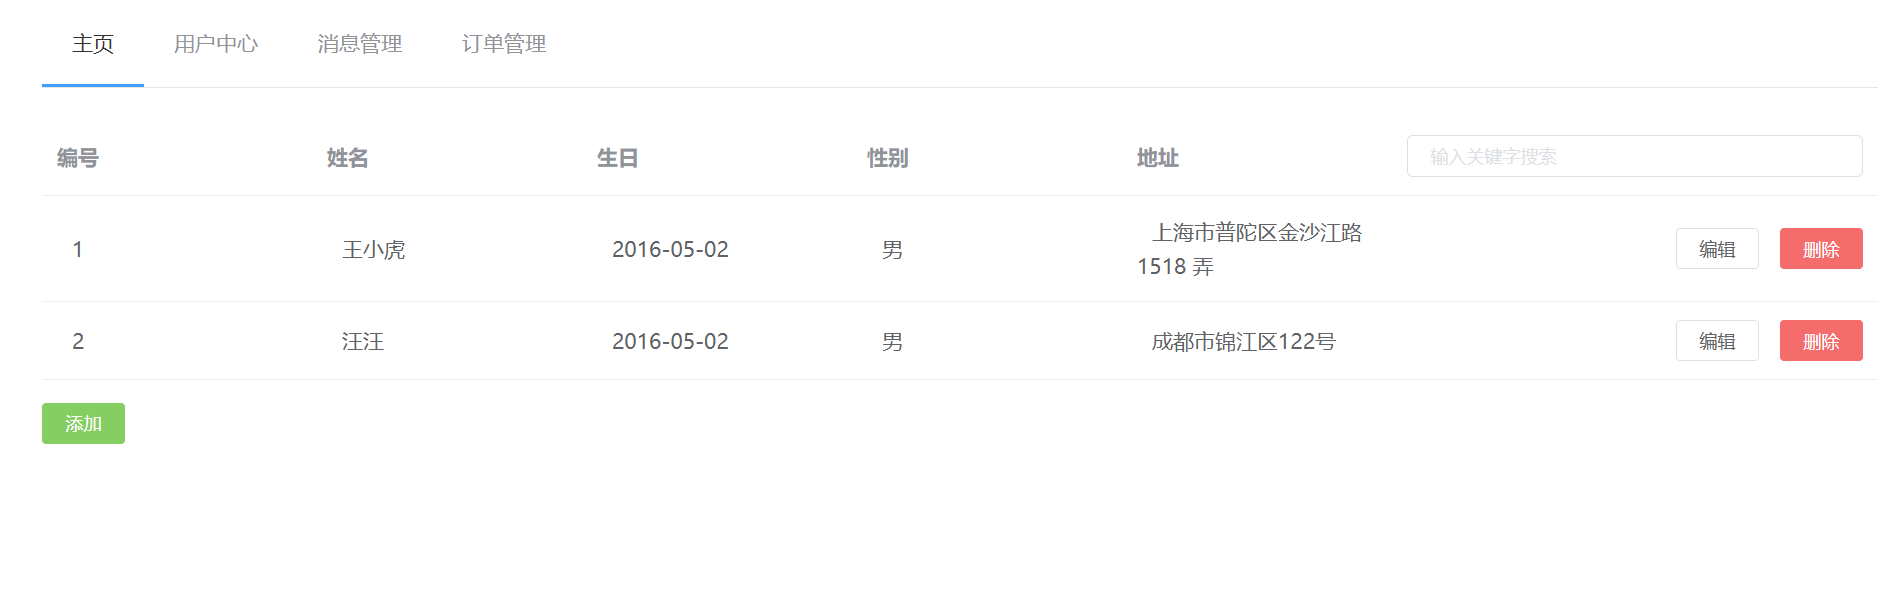 主页 用户中心 消息管理 订单管理
编号 姓名 生日 性别 地址 输入关键字搜索
1 王小虎 2016-05-02 男 上海市普陀区金沙江路
1518 弄 编辑 删除
2 汪汪 2016-05-02 男 成都市锦江区122号 编辑 删除
添加